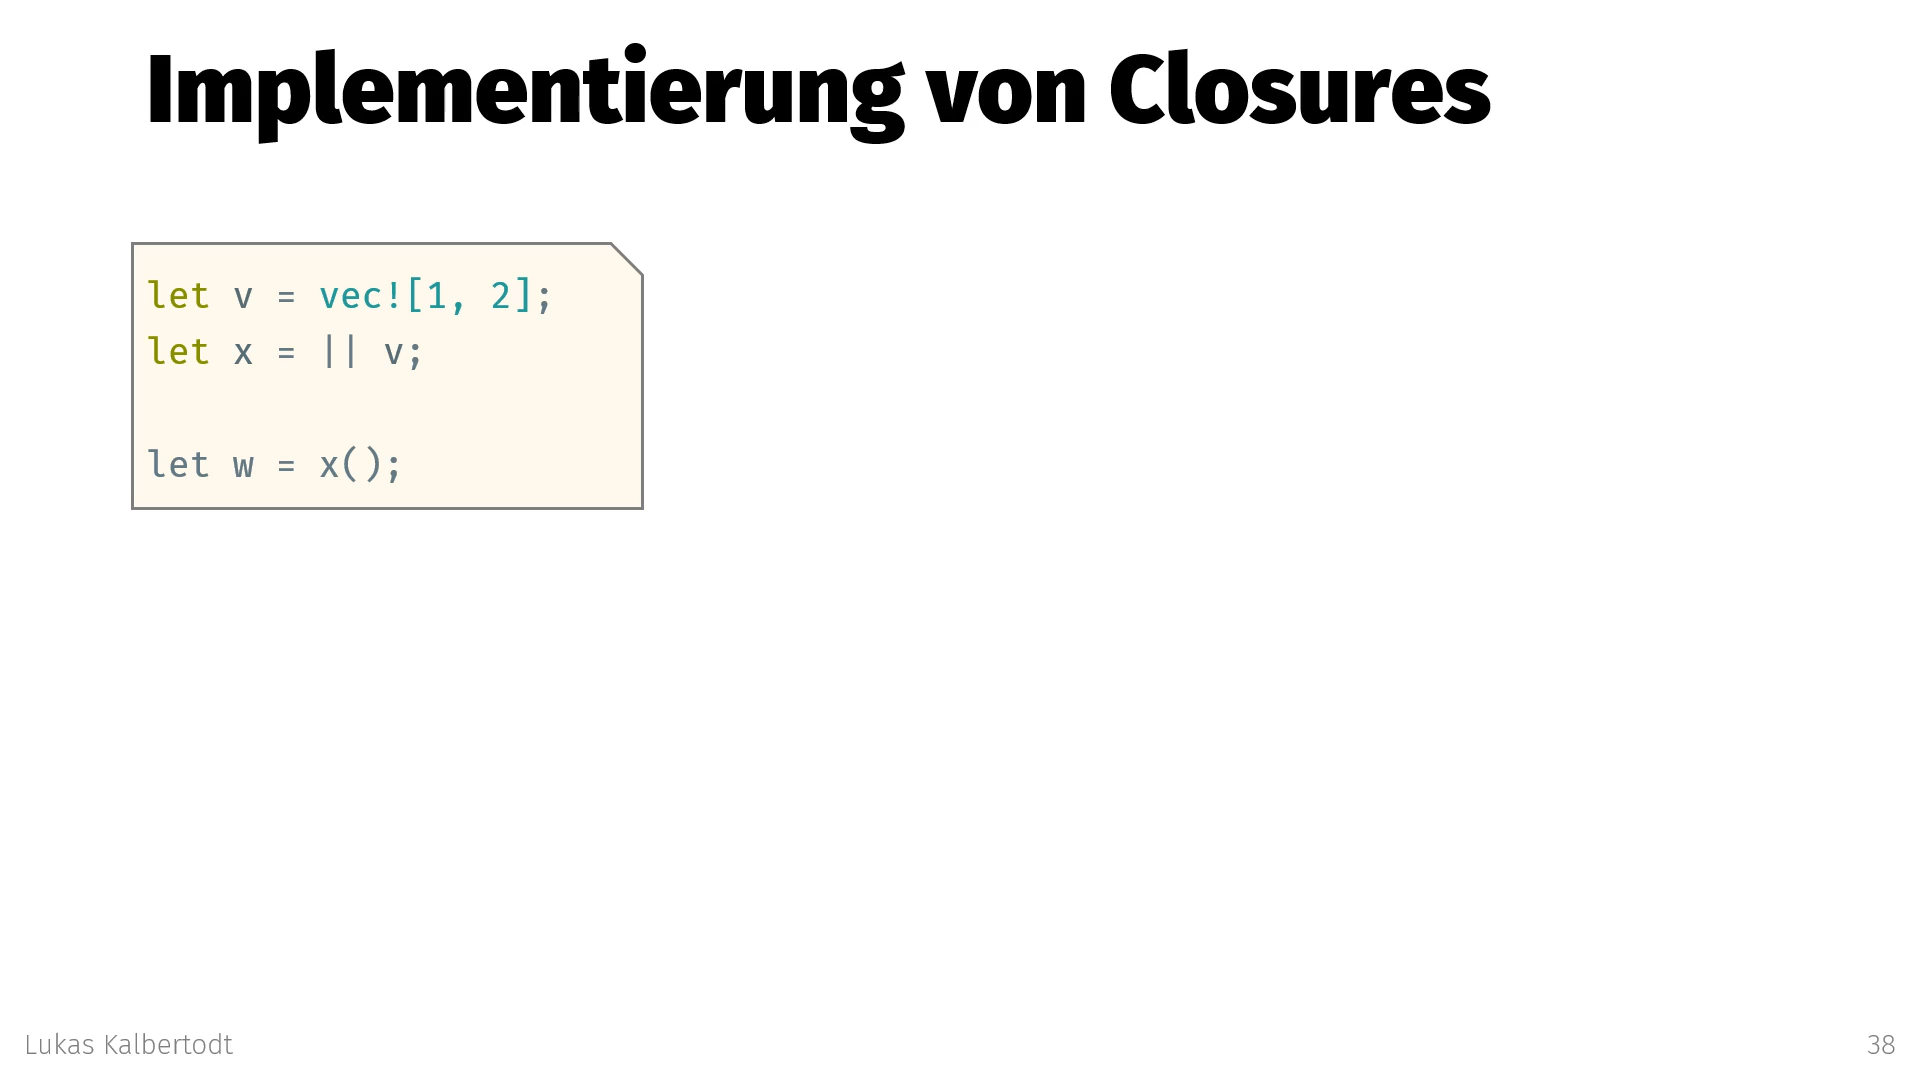 Implementierung von Closures
let v = vec![1, 2];
let x = || v;
let w = x();
Lukas Kalbertodt
38